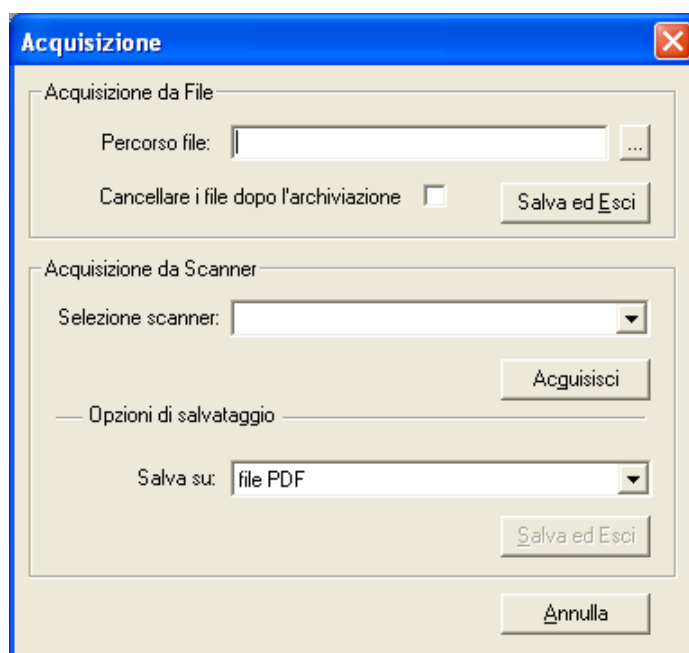 Acquisizione
Acquisizione da File
Percorso file:
...
Cancellare i file dopo l'archiviazione
Salva ed Esci
Acquisizione da Scanner
Selezione scanner:
Acquisisci
Opzioni di salvataggio
Salva su: file PDF
Salva ed Esci
Annulla